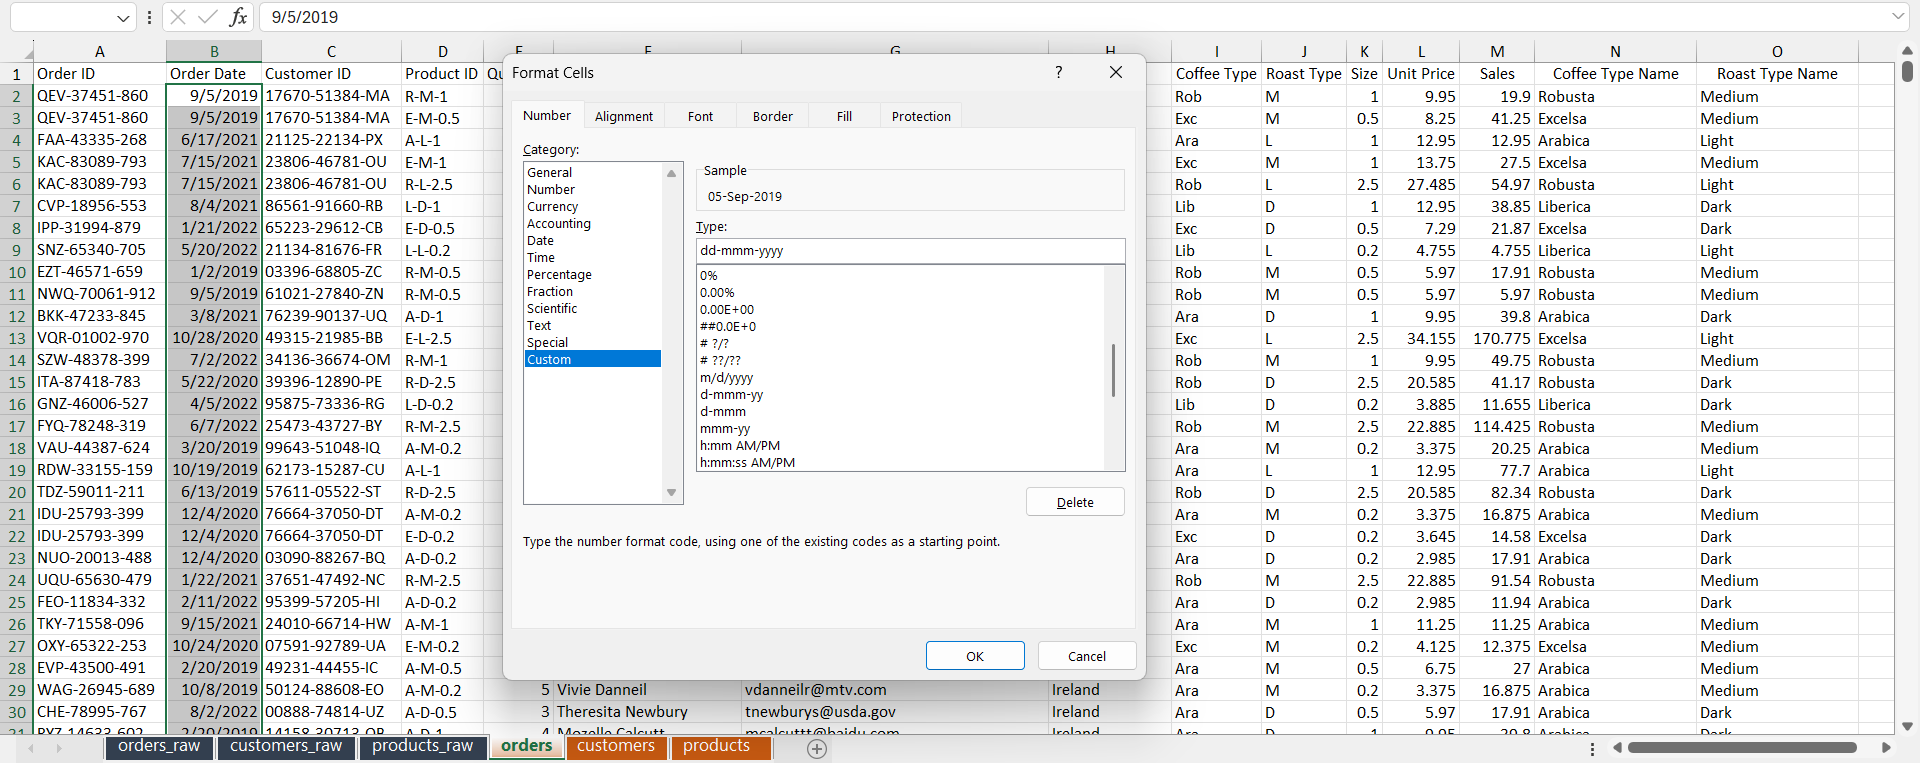 fx 9/5/2019
A B C D E F G H I J K L M N O
1 Order ID Order Date Customer ID Product ID Qu Coffee Type Roast Type Size Unit Price Sales Coffee Type Name Roast Type Name
2 QEV-37451-860 9/5/2019 17670-51384-MA R-M-1 Rob M 1 9.95 19.9 Robusta Medium
3 QEV-37451-860 9/5/2019 17670-51384-MA E-M-0.5 Exc M 0.5 8.25 41.25 Excelsa Medium
4 FAA-43335-268 6/17/2021 21125-22134-PX A-L-1 Ara L 1 12.95 12.95 Arabica Light
5 KAC-83089-793 7/15/2021 23806-46781-OU E-M-1 Exc M 1 13.75 27.5 Excelsa Medium
6 KAC-83089-793 7/15/2021 23806-46781-OU R-L-2.5 Rob L 2.5 27.485 54.97 Robusta Light
7 CVP-18956-553 8/4/2021 86561-91660-RB L-D-1 Lib D 1 12.95 38.85 Liberica Dark
8 IPP-31994-879 1/21/2022 65223-29612-CB E-D-0.5 Exc D 0.5 7.29 21.87 Excelsa Dark
9 SNZ-65340-705 5/20/2022 21134-81676-FR L-L-0.2 Lib L 0.2 4.755 4.755 Liberica Light
10 EZT-46571-659 1/2/2019 03396-68805-ZC R-M-0.5 Rob M 0.5 5.97 17.91 Robusta Medium
11 NWQ-70061-912 9/5/2019 61021-27840-ZN R-M-0.5 Rob M 0.5 5.97 5.97 Robusta Medium
12 BKK-47233-845 3/8/2021 76239-90137-UQ A-D-1 Ara D 1 9.95 39.8 Arabica Dark
13 VQR-01002-970 10/28/2020 49315-21985-BB E-L-2.5 Exc L 2.5 34.155 170.775 Excelsa Light
14 SZW-48378-399 7/2/2022 34136-36674-OM R-M-1 Rob M 1 9.95 49.75 Robusta Medium
15 ITA-87418-783 5/22/2020 39396-12890-PE R-D-2.5 Rob D 2.5 20.585 41.17 Robusta Dark
16 GNZ-46006-527 4/5/2022 95875-73336-RG L-D-0.2 Lib D 0.2 3.885 11.655 Liberica Dark
17 FYQ-78248-319 6/7/2022 25473-43727-BY R-M-2.5 Rob M 2.5 22.885 114.425 Robusta Medium
18 VAU-44387-624 3/20/2019 99643-51048-IQ A-M-0.2 Ara M 0.2 3.375 20.25 Arabica Medium
19 RDW-33155-159 10/19/2019 62173-15287-CU A-L-1 Ara L 1 12.95 77.7 Arabica Light
20 TDZ-59011-211 6/13/2019 57611-05522-ST R-D-2.5 Rob D 2.5 20.585 82.34 Robusta Dark
21 IDU-25793-399 12/4/2020 76664-37050-DT A-M-0.2 Ara M 0.2 3.375 16.875 Arabica Medium
22 IDU-25793-399 12/4/2020 76664-37050-DT E-D-0.2 Exc D 0.2 3.645 14.58 Excelsa Dark
23 NUO-20013-488 12/4/2020 03090-88267-BQ A-D-0.2 Ara D 0.2 2.985 17.91 Arabica Dark
24 UQU-65630-479 1/22/2021 37651-47492-NC R-M-2.5 Rob M 2.5 22.885 91.54 Robusta Medium
25 FEO-11834-332 2/11/2022 95399-57205-HI A-D-0.2 Ara D 0.2 2.985 11.94 Arabica Dark
26 TKY-71558-096 9/15/2021 24010-66714-HW A-M-1 Ara M 1 11.25 11.25 Arabica Medium
27 OXY-65322-253 10/24/2020 07591-92789-UA E-M-0.2 Exc M 0.2 4.125 12.375 Excelsa Medium
28 EVP-43500-491 2/20/2019 49231-44455-IC A-M-0.5 Ara M 0.5 6.75 27 Arabica Medium
29 WAG-26945-689 10/8/2019 50124-88608-EO A-M-0.2 5 Vivie Danneil vdanneilr@mtv.com Ireland Ara M 0.2 3.375 16.875 Arabica Medium
30 CHE-78995-767 8/2/2022 00888-74814-UZ A-D-0.5 3 Theresita Newbury tnewburys@usda.gov Ireland Ara D 0.5 5.97 17.91 Arabica Dark
Format Cells ?
Number Alignment Font Border Fill Protection
Category:
General
Number
Currency
Accounting
Date
Time
Percentage
Fraction
Scientific
Text
Special
Custom
Sample
05-Sep-2019
Type:
dd-mmm-yyyy
0%
0.00%
0.00E+00
##0.0E+0
# ?/?
# ??/??
m/d/yyyy
d-mmm-yy
d-mmm
mmm-yy
h:mm AM/PM
h:mm:ss AM/PM
Delete
Type the number format code, using one of the existing codes as a starting point.
OK Cancel
orders_raw customers_raw products_raw orders customers products